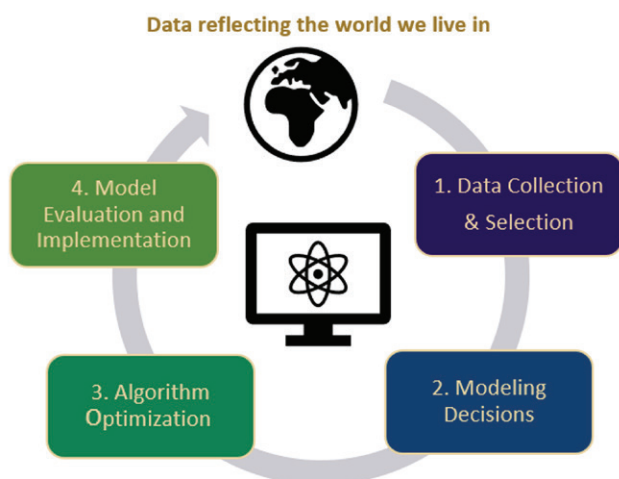 Data reflecting the world we live in
1. Data Collection
& Selection
2. Modeling
Decisions
3. Algorithm
Optimization
4. Model
Evaluation and
Implementation